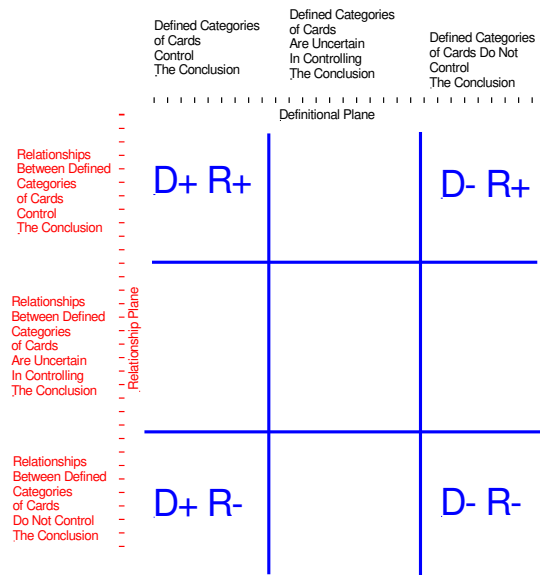 Defined Categories
of Cards
Control
The Conclusion
Defined Categories
of Cards
Are Uncertain
In Controlling
The Conclusion
Defined Categories
of Cards Do Not
Control
The Conclusion
Definitional Plane
Relationships
Between Defined
Categories
of Cards
Control
The Conclusion
D+ R+
D- R+
Relationships
Between Defined
Categories
of Cards
Are Uncertain
In Controlling
The Conclusion
Relationship Plane
Relationships
Between Defined
Categories
of Cards
Do Not Control
The Conclusion
D+ R-
D- R-